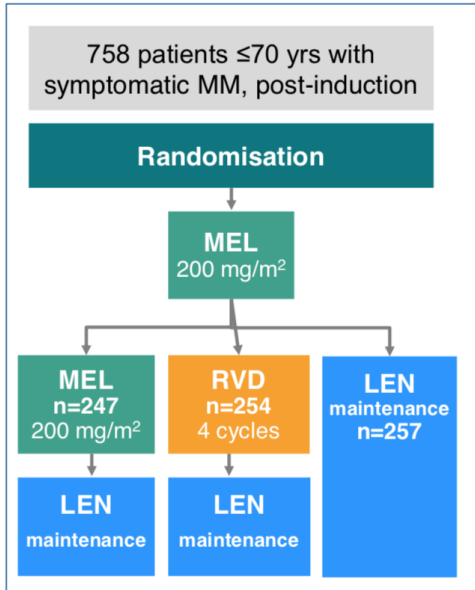 758 patients ≤70 yrs with
symptomatic MM, post-induction
Randomisation
MEL
200 mg/m²
MEL
n=247
200 mg/m²
RVD
n=254
4 cycles
LEN
maintenance
n=257
LEN
maintenance
LEN
maintenance